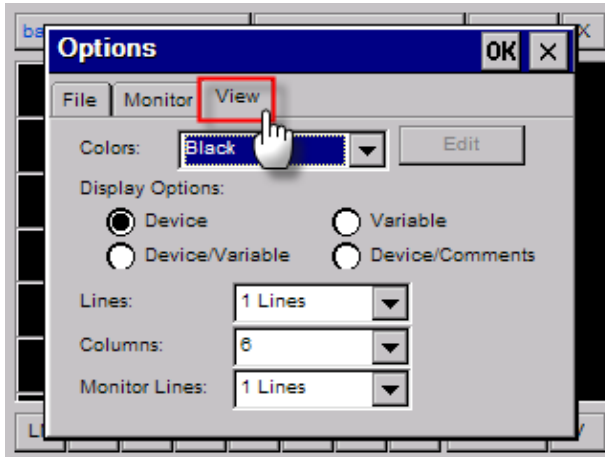 ba X
Options OK ×
File Monitor View
Colors: Black Edit
Display Options:
Device Variable
Device/Variable Device/Comments
Lines: 1 Lines
Columns: 6
Monitor Lines: 1 Lines